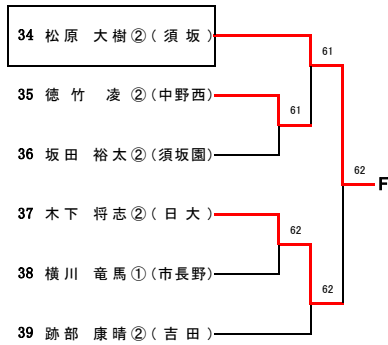 34 松原 大樹②(須坂)
61
35 徳竹 凌②(中野西)
61
36 坂田 裕太②(須坂園)
62
F
37 木下 将志②(日大)
62
38 横川 竜馬①(市長野)
62
39 跡部 康晴②(吉田)